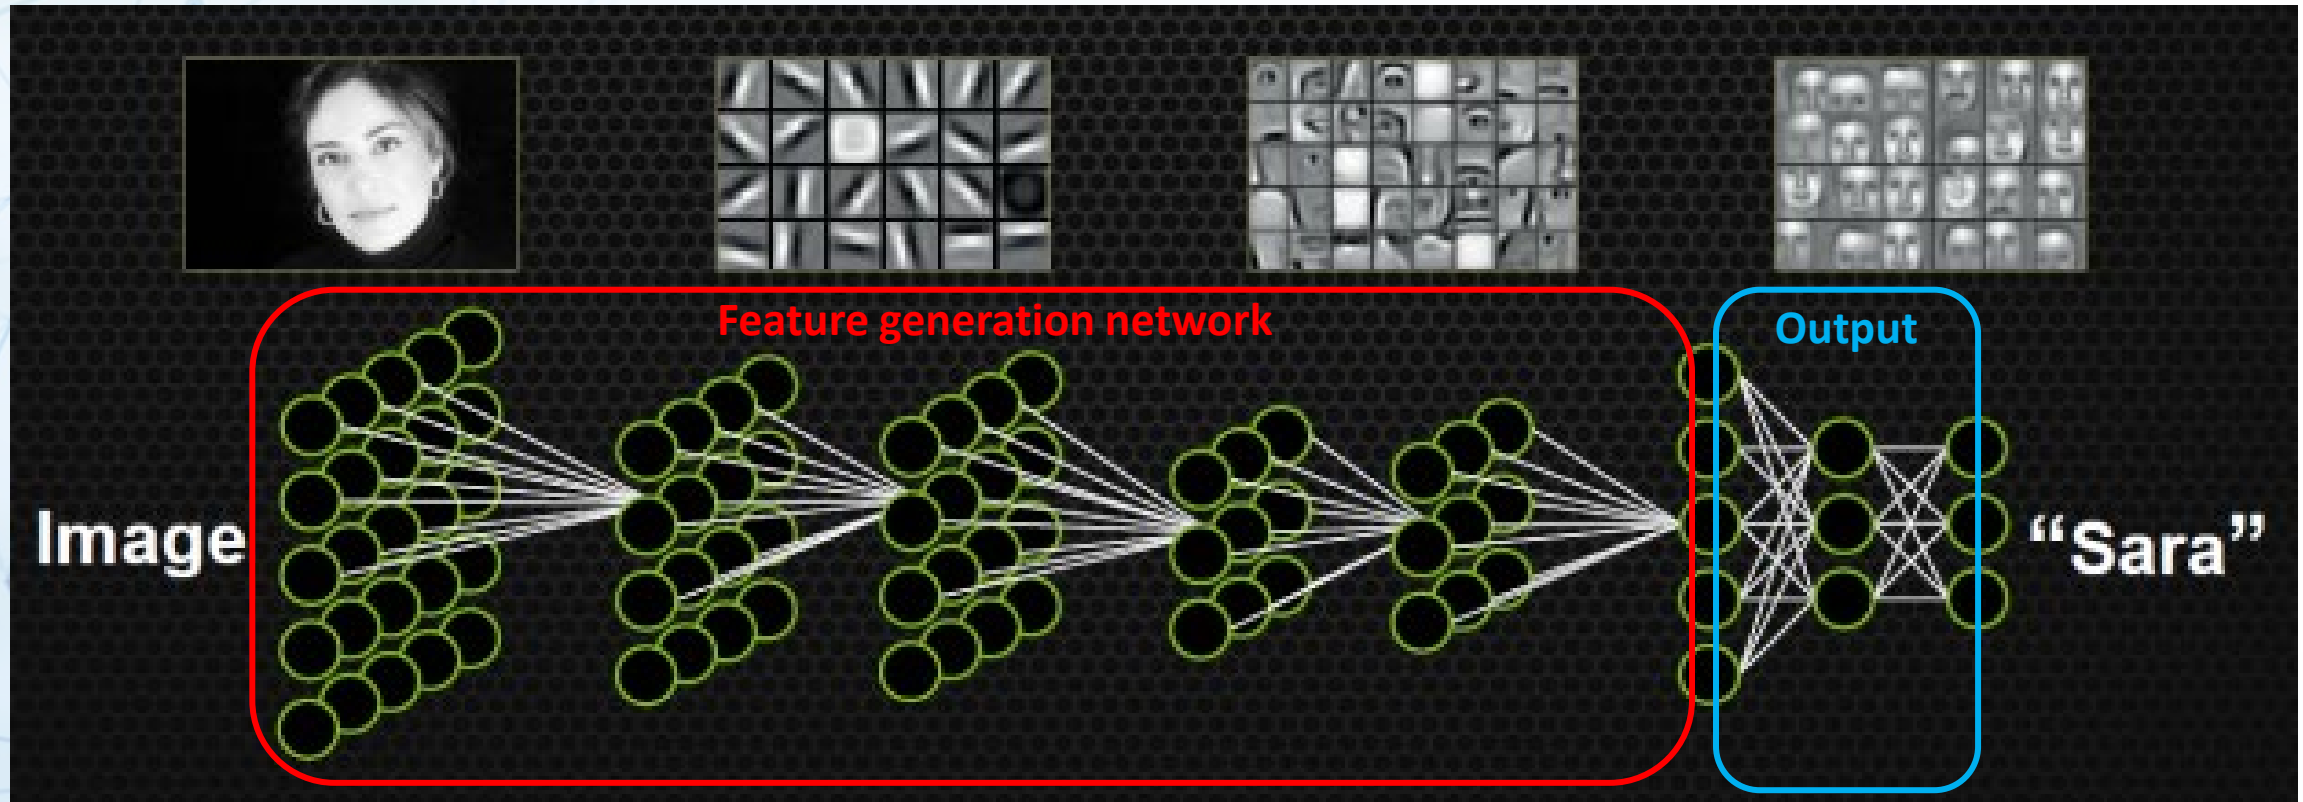 Feature generation network
Output
Image
“Sara”